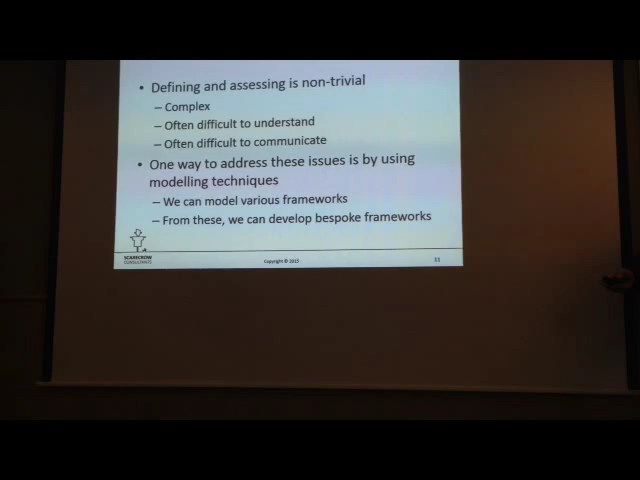 • Defining and assessing is non-trivial
– Complex
– Often difficult to understand
– Often difficult to communicate
• One way to address these issues is by using
modelling techniques
– We can model various frameworks
– From these, we can develop bespoke frameworks
SCARECROW
CONSULTANTS
Copyright © 2015
11